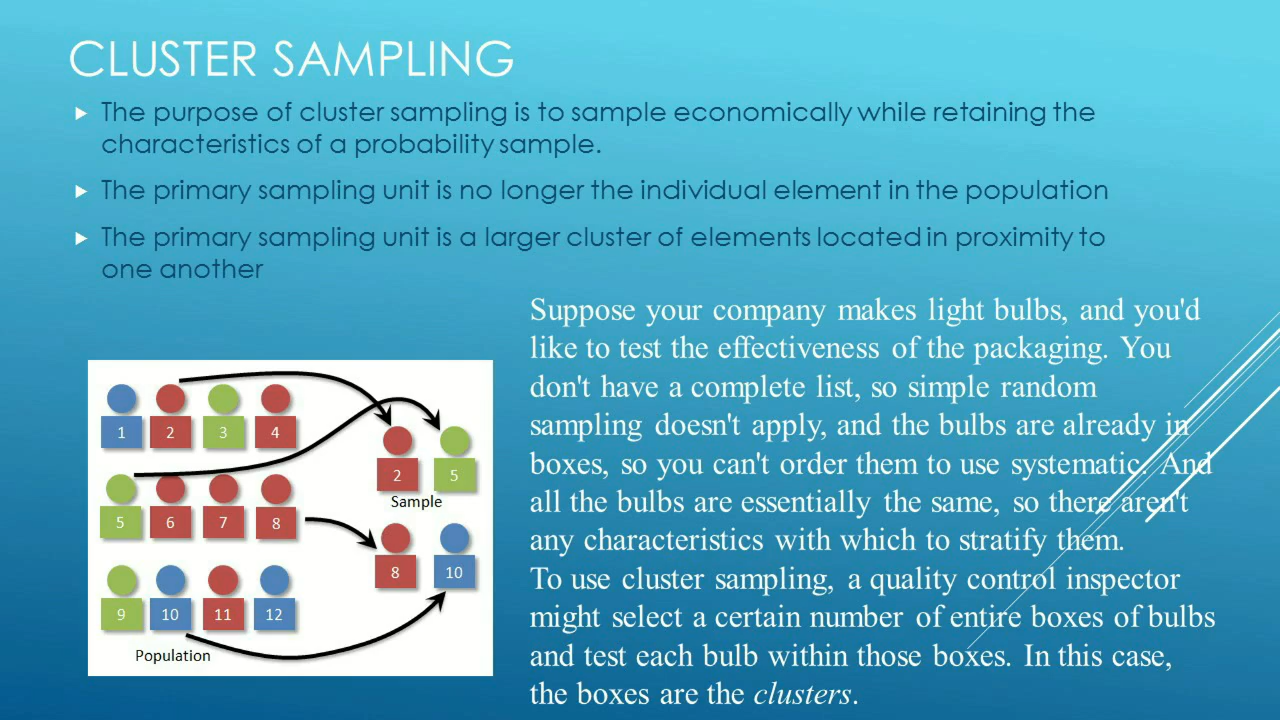 CLUSTER SAMPLING
The purpose of cluster sampling is to sample economically while retaining the
characteristics of a probability sample.
The primary sampling unit is no longer the individual element in the population
The primary sampling unit is a larger cluster of elements located in proximity to
one another
1 2 3 4
5 6 7 8
9 10 11 12
Population
2 5
Sample
8 10
Suppose your company makes light bulbs, and you'd
like to test the effectiveness of the packaging. You
don't have a complete list, so simple random
sampling doesn't apply, and the bulbs are already in
boxes, so you can't order them to use systematic. And
all the bulbs are essentially the same, so there aren't
any characteristics with which to stratify them.
To use cluster sampling, a quality control inspector
might select a certain number of entire boxes of bulbs
and test each bulb within those boxes. In this case,
the boxes are the clusters.